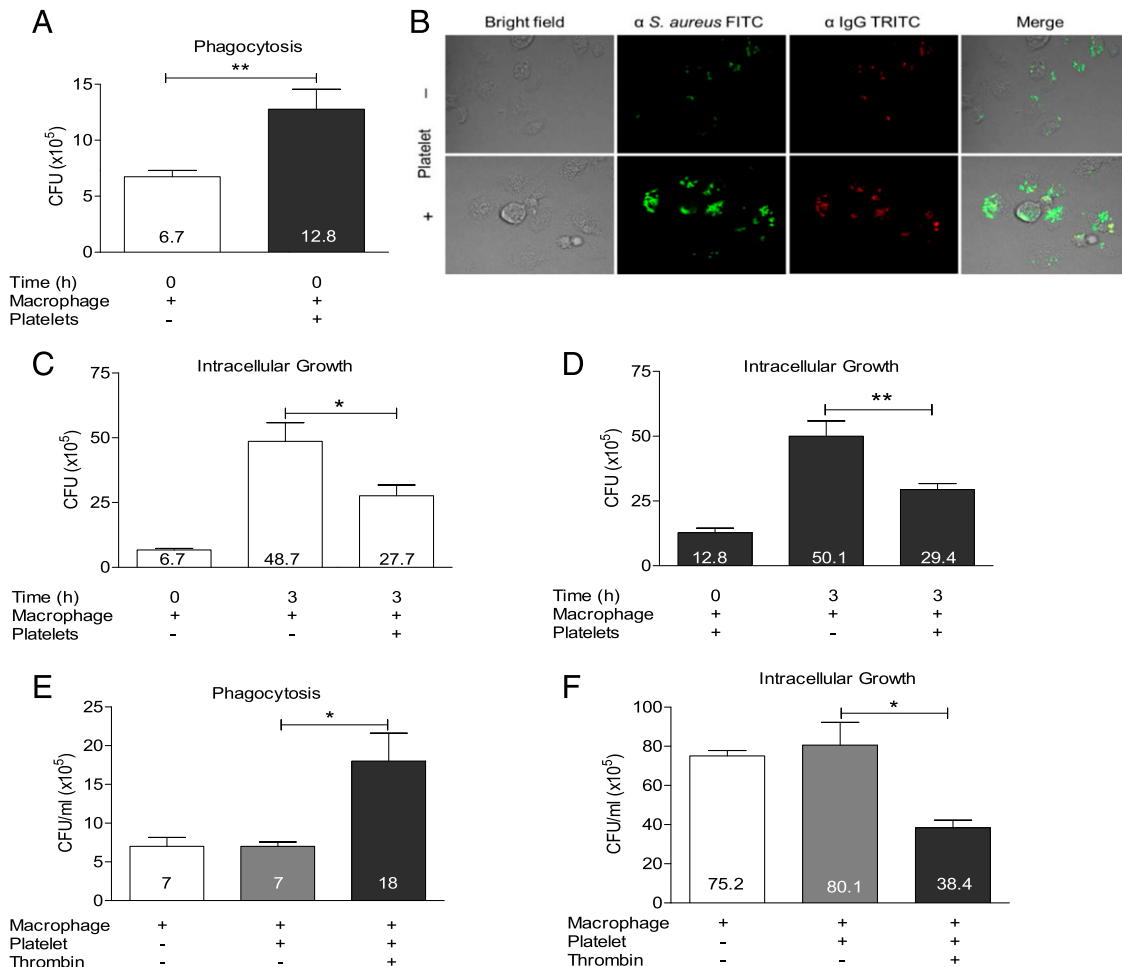 A
Phagocytosis
**
CFU (x10⁵)
15
10
5
0
6.7
12.8
Time (h) 0 0
Macrophage + +
Platelets - +
B
Bright field
α S. aureus FITC
α IgG TRITC
Merge
Platelet
–
+
C
Intracellular Growth
*
CFU (x10⁵)
75
50
25
0
6.7
48.7
27.7
Time (h) 0 3 3
Macrophage + + +
Platelets - - +
D
Intracellular Growth
**
CFU (x10⁵)
75
50
25
0
12.8
50.1
29.4
Time (h) 0 3 3
Macrophage + + +
Platelets + - +
E
Phagocytosis
*
CFU/ml (x10⁵)
25
20
15
10
5
0
7
7
18
Macrophage + + +
Platelet - + +
Thrombin - - +
F
Intracellular Growth
*
CFU/ml (x10⁵)
100
80
60
40
20
0
75.2
80.1
38.4
Macrophage + + +
Platelet - + +
Thrombin - - +